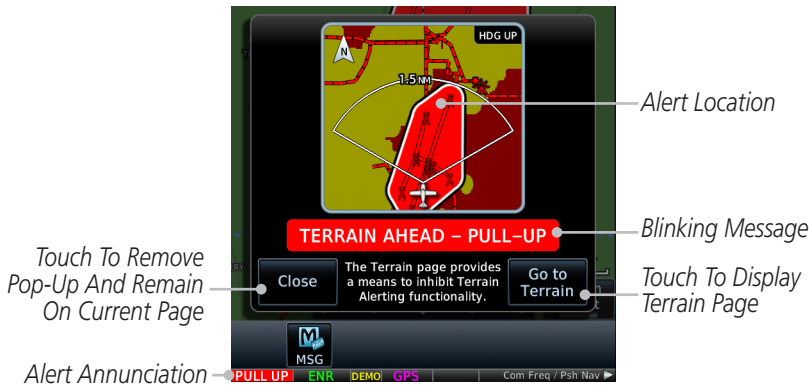 HDG UP
N
1.5 NM
Alert Location
TERRAIN AHEAD – PULL–UP
Blinking Message
Touch To Remove
Pop-Up And Remain
On Current Page
Close
The Terrain page provides
a means to inhibit Terrain
Alerting functionality.
Go to
Terrain
Touch To Display
Terrain Page
MSG
Alert Annunciation
PULL UP
ENR
DEMO
GPS
Com Freq / Psh Nav